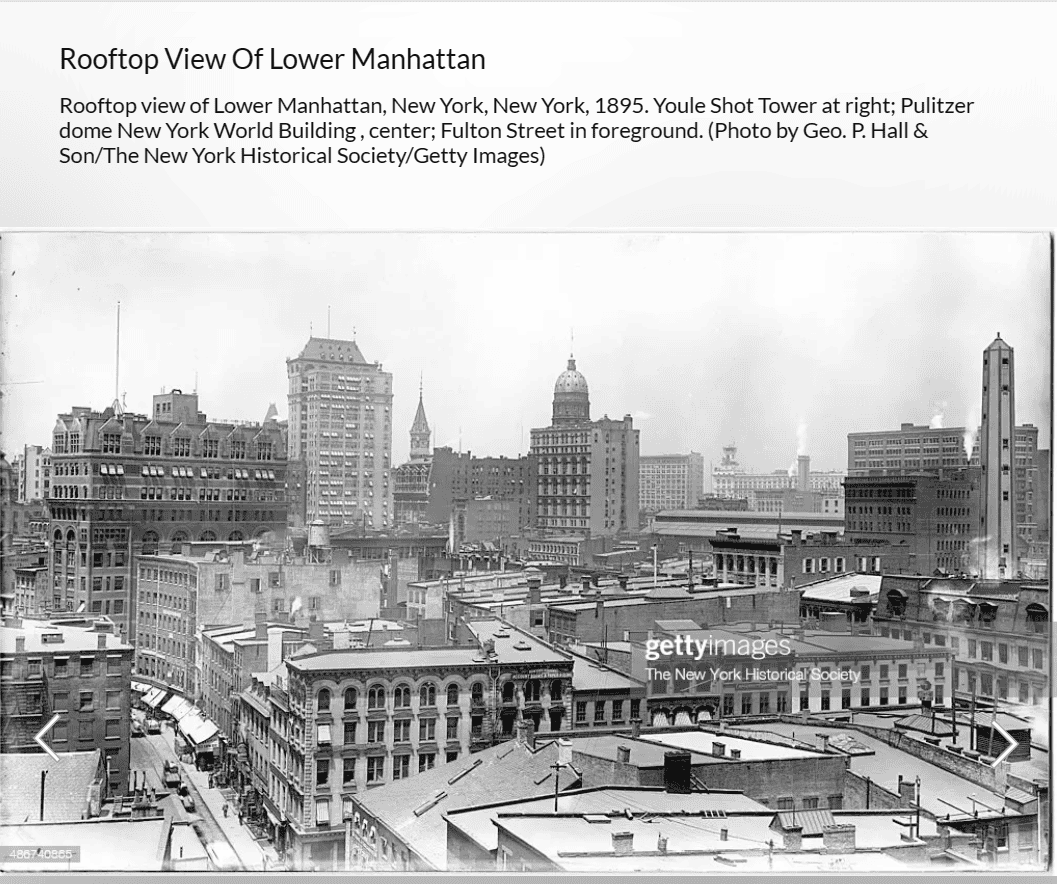 Rooftop View Of Lower Manhattan
Rooftop view of Lower Manhattan, New York, New York, 1895. Youle Shot Tower at right; Pulitzer
dome New York World Building , center; Fulton Street in foreground. (Photo by Geo. P. Hall &
Son/The New York Historical Society/Getty Images)
gettyimages
The New York Historical Society
486740865